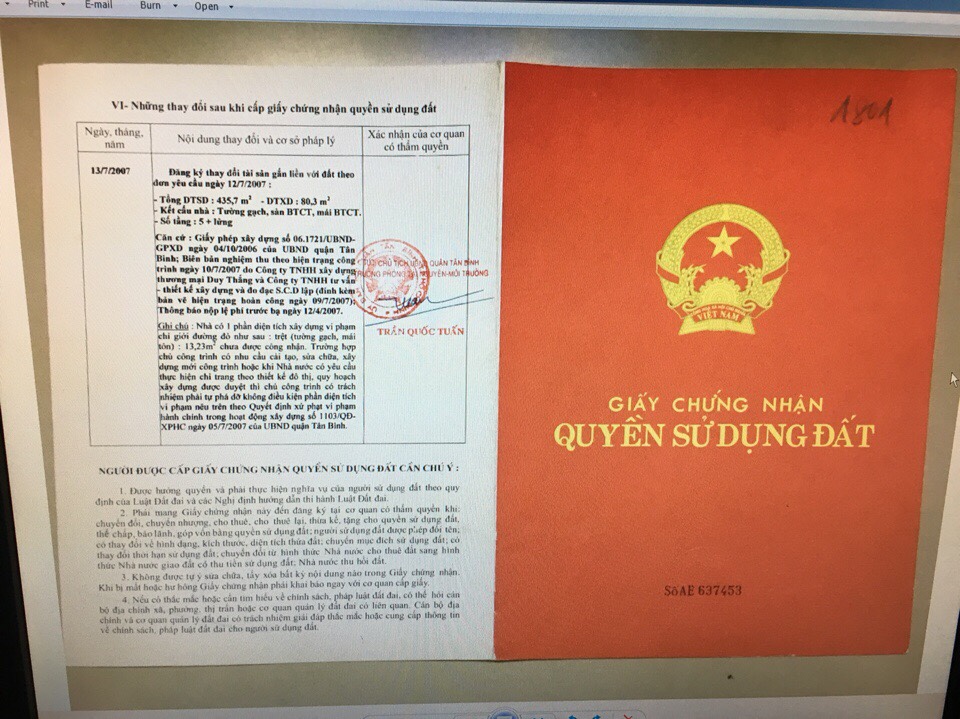 Print E-mail Burn Open
VI- Những thay đổi sau khi cấp giấy chứng nhận quyền sử dụng đất
Ngày, tháng, năm
Nội dung thay đổi và cơ sở pháp lý
Xác nhận của cơ quan có thẩm quyền
13/7/2007
Đăng ký thay đổi tài sản gắn liền với đất theo
đơn yêu cầu ngày 12/7/2007 :
- Tổng DTSD : 435,7 m² - DTXD : 80,3 m²
- Kết cấu nhà : Tường gạch, sàn BTCT, mái BTCT.
- Số tầng : 5 + lửng
Căn cứ : Giấy phép xây dựng số 06.1721/UBND-
GPXD ngày 04/10/2006 của UBND quận Tân
Bình; Biên bản nghiệm thu theo hiện trạng công
trình ngày 10/7/2007 do Công ty TNHH xây dựng
thương mại Duy Thắng và Công ty TNHH tư vấn
- thiết kế xây dựng và đo đạc S.C.D lập (đính kèm
bản vẽ hiện trạng hoàn công ngày 09/7/2007);
Thông báo nộp lệ phí trước bạ ngày 12/4/2007.
Ghi chú : Nhà có 1 phần diện tích xây dựng vi phạm
chỉ giới đường đỏ như sau : trệt (tường gạch, mái
tôn) : 13,23m² chưa được công nhận. Trường hợp
chủ công trình có nhu cầu cải tạo, sửa chữa, xây
dựng mới công trình hoặc khi Nhà nước có yêu cầu
thực hiện chỉ trang theo thiết kế đô thị, quy hoạch
xây dựng được duyệt thì chủ công trình có trách
nhiệm phải tự phá dỡ không điều kiện phần diện tích
vi phạm nêu trên theo Quyết định xử phạt vi phạm
hành chính trong hoạt động xây dựng số 1103/QĐ-
XPHC ngày 05/7/2007 của UBND quận Tân Bình.
CHỦ TỊCH UBND QUẬN TÂN BÌNH
TRƯỞNG PHÒNG TÀI NGUYÊN-MÔI TRƯỜNG
TRẦN QUỐC TUẤN
NGƯỜI ĐƯỢC CẤP GIẤY CHỨNG NHẬN QUYỀN SỬ DỤNG ĐẤT CẦN CHÚ Ý :
1. Được hưởng quyền và phải thực hiện nghĩa vụ của người sử dụng đất theo quy
định của Luật Đất đai và các Nghị định hướng dẫn thi hành Luật Đất đai.
2. Phải mang Giấy chứng nhận này đến đăng ký tại cơ quan có thẩm quyền khi:
chuyển đổi, chuyển nhượng, cho thuê, cho thuê lại, thừa kế, tặng cho quyền sử dụng đất,
thế chấp, bảo lãnh, góp vốn bằng quyền sử dụng đất; người sử dụng đất được phép đổi tên;
có thay đổi về hình dạng, kích thước, diện tích thửa đất; chuyển mục đích sử dụng đất; có
thay đổi thời hạn sử dụng đất; chuyển đổi từ hình thức Nhà nước cho thuê đất sang hình
thức Nhà nước giao đất có thu tiền sử dụng đất; Nhà nước thu hồi đất.
3. Không được tự ý sửa chữa, tẩy xóa bất kỳ nội dung nào trong Giấy chứng nhận.
Khi bị mất hoặc hư hỏng Giấy chứng nhận phải khai báo ngay với cơ quan cấp giấy.
4. Nếu có thắc mắc hoặc cần tìm hiểu về chính sách, pháp luật đất đai, có thể hỏi cán
bộ địa chính xã, phường, thị trấn hoặc cơ quan quản lý đất đai có liên quan. Cán bộ địa
chính và cơ quan quản lý đất đai có trách nhiệm giải đáp thắc mắc hoặc cung cấp thông tin
về chính sách, pháp luật đất đai cho người sử dụng đất.
1801
VIỆT NAM
GIẤY CHỨNG NHẬN
QUYỀN SỬ DỤNG ĐẤT
Số AE 637453